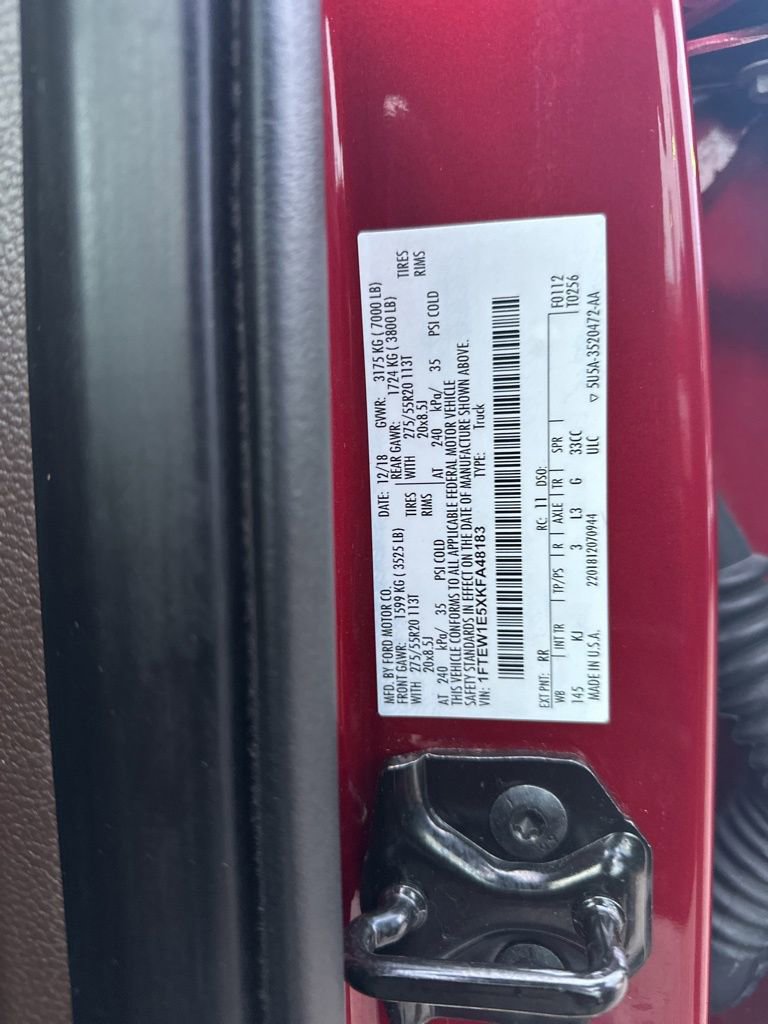 MFD. BY FORD MOTOR CO.
DATE: 12/18 GVWR: 3175 KG ( 7000 LB)
FRONT GAWR: 1599 KG ( 3525 LB) REAR GAWR: 1724 KG ( 3800 LB)
WITH 275/55R20 113T TIRES WITH 275/55R20 113T TIRES
20x8.5J RIMS 20x8.5J RIMS
AT 240 kPa/ 35 PSI COLD AT 240 kPa/ 35 PSI COLD
THIS VEHICLE CONFORMS TO ALL APPLICABLE FEDERAL MOTOR VEHICLE
SAFETY STANDARDS IN EFFECT ON THE DATE OF MANUFACTURE SHOWN ABOVE.
VIN: 1FTEW1E5XKFA48183 TYPE: Truck
EXT PNT: RR RC: 11 DSO: F0112
WB INT TR TP/PS R AXLE TR SPR T0256
145 KJ 3 L3 G 33CC
MADE IN U.S.A. 2201812070944 ULC ▽ 5U5A-3520472-AA